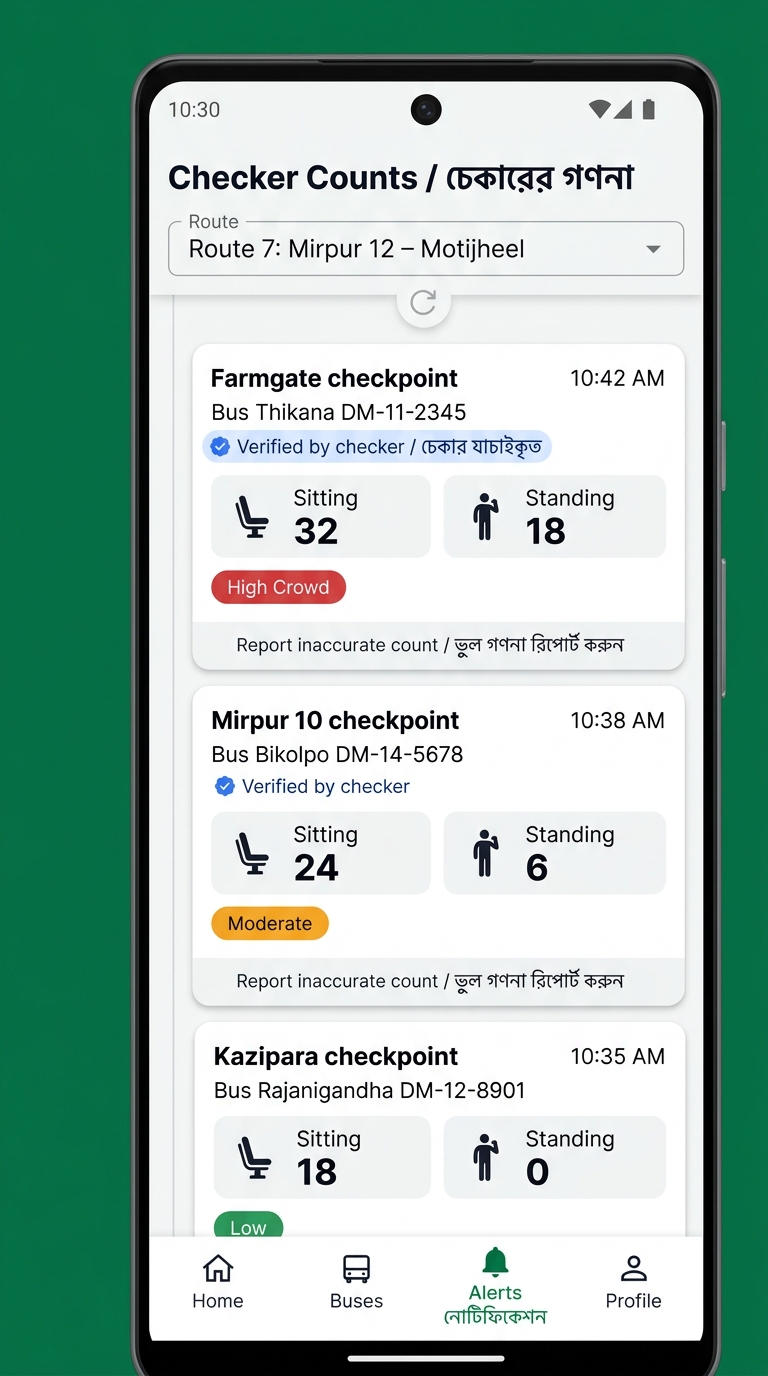 10:30
Checker Counts / চেকারের গণনা
Route
Route 7: Mirpur 12 – Motijheel
Farmgate checkpoint 10:42 AM
Bus Thikana DM-11-2345
Verified by checker / চেকার যাচাইকৃত
Sitting Standing
32 18
High Crowd
Report inaccurate count / ভুল গণনা রিপোর্ট করুন
Mirpur 10 checkpoint 10:38 AM
Bus Bikolpo DM-14-5678
Verified by checker
Sitting Standing
24 6
Moderate
Report inaccurate count / ভুল গণনা রিপোর্ট করুন
Kazipara checkpoint 10:35 AM
Bus Rajanigandha DM-12-8901
Sitting Standing
18 0
Low
Home Buses Alerts Profile
নোটিফিকেশন